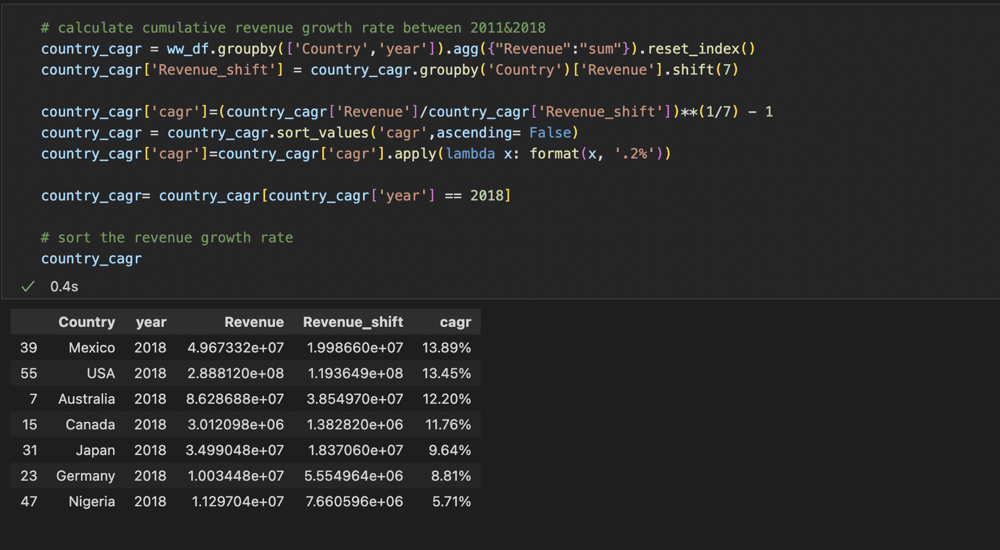 # calculate cumulative revenue growth rate between 2011&2018
country_cagr = ww_df.groupby(['Country','year']).agg({"Revenue":"sum"}).reset_index()
country_cagr['Revenue_shift'] = country_cagr.groupby('Country')['Revenue'].shift(7)
country_cagr['cagr']=(country_cagr['Revenue']/country_cagr['Revenue_shift'])**(1/7) - 1
country_cagr = country_cagr.sort_values('cagr',ascending= False)
country_cagr['cagr']=country_cagr['cagr'].apply(lambda x: format(x, '.2%'))
country_cagr= country_cagr[country_cagr['year'] == 2018]
# sort the revenue growth rate
country_cagr
✓ 0.4s
Country year Revenue Revenue_shift cagr
39 Mexico 2018 4.967332e+07 1.998660e+07 13.89%
55 USA 2018 2.888120e+08 1.193649e+08 13.45%
7 Australia 2018 8.628688e+07 3.854970e+07 12.20%
15 Canada 2018 3.012098e+06 1.382820e+06 11.76%
31 Japan 2018 3.499048e+07 1.837060e+07 9.64%
23 Germany 2018 1.003448e+07 5.554964e+06 8.81%
47 Nigeria 2018 1.129704e+07 7.660596e+06 5.71%